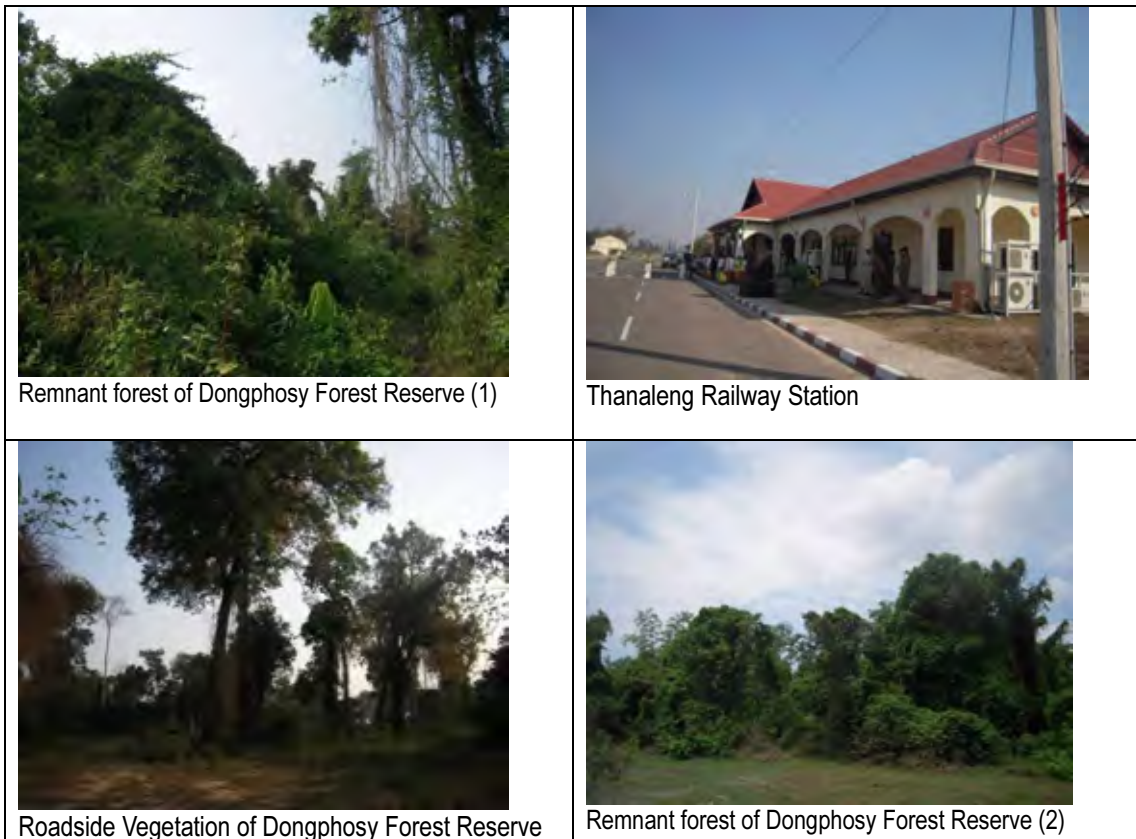 Remnant forest of Dongphosy Forest Reserve (1)
Thanaleng Railway Station
Roadside Vegetation of Dongphosy Forest Reserve
Remnant forest of Dongphosy Forest Reserve (2)